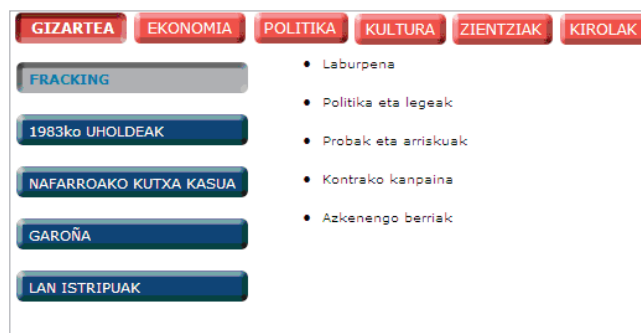 GIZARTEA EKONOMIA POLITIKA KULTURA ZIENTZIAK KIROLAK
FRACKING
1983ko UHOLDEAK
NAFARROAKO KUTXA KASUA
GAROÑA
LAN ISTRIPUAK
• Laburpena
• Politika eta legeak
• Probak eta arriskuak
• Kontrako kanpaina
• Azkenengo berriak